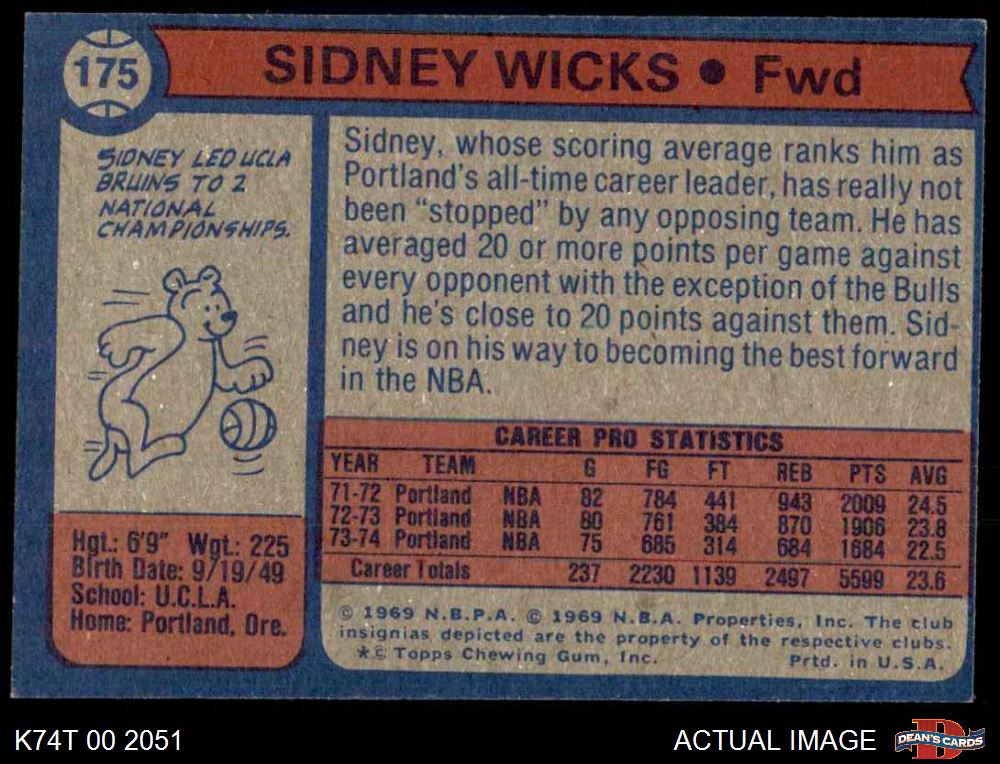 175
SIDNEY WICKS • Fwd
SIDNEY LED UCLA
BRUINS TO 2
NATIONAL
CHAMPIONSHIPS.
Sidney, whose scoring average ranks him as
Portland's all-time career leader, has really not
been "stopped" by any opposing team. He has
averaged 20 or more points per game against
every opponent with the exception of the Bulls
and he's close to 20 points against them. Sid-
ney is on his way to becoming the best forward
in the NBA.
CAREER PRO STATISTICS
YEAR TEAM G FG FT REB PTS AVG
71-72 Portland NBA 82 784 441 943 2009 24.5
72-73 Portland NBA 80 761 384 870 1906 23.8
73-74 Portland NBA 75 685 314 684 1684 22.5
Career Totals 237 2230 1139 2497 5599 23.6
Hgt.: 6'9" Wgt.: 225
Birth Date: 9/19/49
School: U.C.L.A.
Home: Portland, Ore.
© 1969 N.B.P.A. © 1969 N.B.A. Properties, Inc. The club
insignias depicted are the property of the respective clubs.
*© Topps Chewing Gum, Inc. Prtd. in U.S.A.
K74T 00 2051
ACTUAL IMAGE
D
DEAN'S CARDS